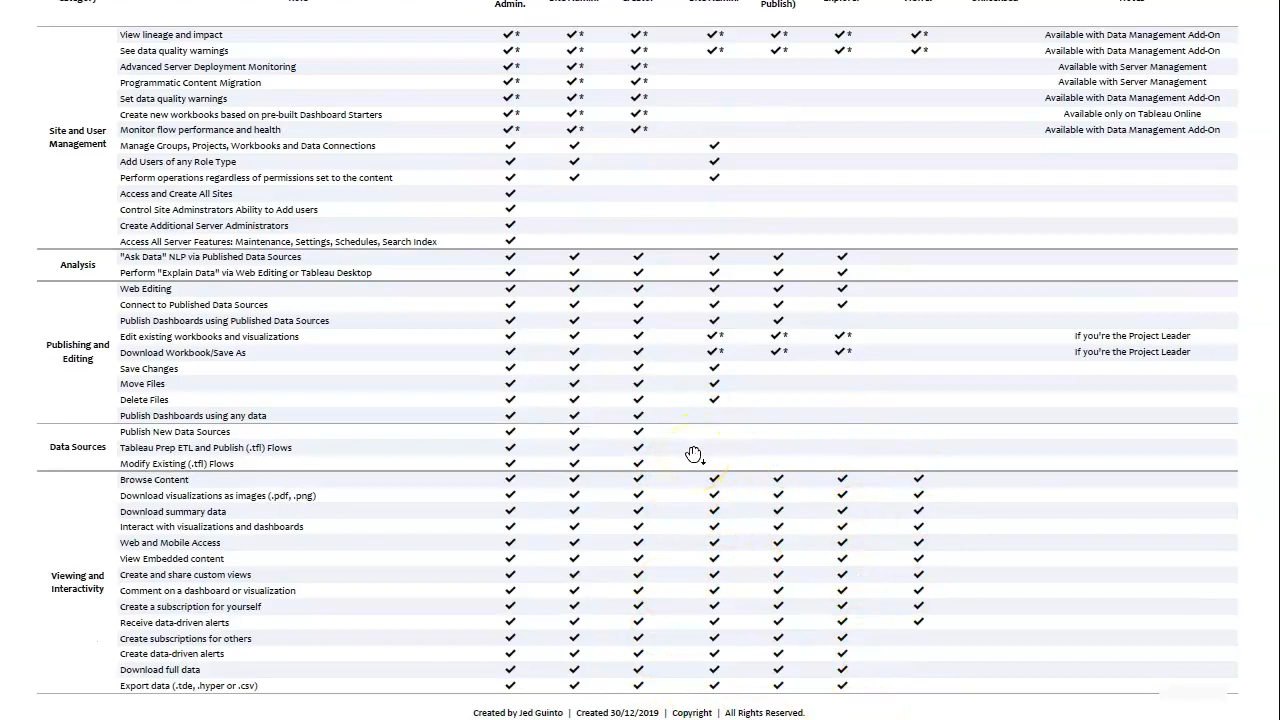 Admin.
Publish)
View lineage and impact ✔* ✔* ✔* ✔* ✔* ✔* ✔* Available with Data Management Add-On
See data quality warnings ✔* ✔* ✔* ✔* ✔* ✔* ✔* Available with Data Management Add-On
Advanced Server Deployment Monitoring ✔* ✔* ✔* Available with Server Management
Programmatic Content Migration ✔* ✔* ✔* Available with Server Management
Set data quality warnings ✔* ✔* ✔* Available with Data Management Add-On
Create new workbooks based on pre-built Dashboard Starters ✔* ✔* ✔* Available only on Tableau Online
Site and User
Management
Monitor flow performance and health ✔* ✔* ✔* Available with Data Management Add-On
Manage Groups, Projects, Workbooks and Data Connections ✔ ✔ ✔
Add Users of any Role Type ✔ ✔ ✔
Perform operations regardless of permissions set to the content ✔ ✔ ✔
Access and Create All Sites ✔
Control Site Adminstrators Ability to Add users ✔
Create Additional Server Administrators ✔
Access All Server Features: Maintenance, Settings, Schedules, Search Index ✔
Analysis
"Ask Data" NLP via Published Data Sources ✔ ✔ ✔ ✔ ✔ ✔
Perform "Explain Data" via Web Editing or Tableau Desktop ✔ ✔ ✔ ✔ ✔ ✔
Web Editing ✔ ✔ ✔ ✔ ✔ ✔
Connect to Published Data Sources ✔ ✔ ✔ ✔ ✔ ✔
Publish Dashboards using Published Data Sources ✔ ✔ ✔ ✔ ✔
Edit existing workbooks and visualizations ✔ ✔ ✔ ✔* ✔* ✔* If you're the Project Leader
Publishing and
Editing
Download Workbook/Save As ✔ ✔ ✔ ✔* ✔* ✔* If you're the Project Leader
Save Changes ✔ ✔ ✔ ✔
Move Files ✔ ✔ ✔ ✔
Delete Files ✔ ✔ ✔ ✔
Publish Dashboards using any data ✔ ✔ ✔
Publish New Data Sources ✔ ✔ ✔
Data Sources
Tableau Prep ETL and Publish (.tfl) Flows ✔ ✔ ✔
Modify Existing (.tfl) Flows ✔ ✔ ✔
Browse Content ✔ ✔ ✔ ✔ ✔ ✔ ✔
Download visualizations as images (.pdf, .png) ✔ ✔ ✔ ✔ ✔ ✔ ✔
Download summary data ✔ ✔ ✔ ✔ ✔ ✔ ✔
Interact with visualizations and dashboards ✔ ✔ ✔ ✔ ✔ ✔ ✔
Web and Mobile Access ✔ ✔ ✔ ✔ ✔ ✔ ✔
View Embedded content ✔ ✔ ✔ ✔ ✔ ✔ ✔
Viewing and
Interactivity
Create and share custom views ✔ ✔ ✔ ✔ ✔ ✔ ✔
Comment on a dashboard or visualization ✔ ✔ ✔ ✔ ✔ ✔ ✔
Create a subscription for yourself ✔ ✔ ✔ ✔ ✔ ✔ ✔
Receive data-driven alerts ✔ ✔ ✔ ✔ ✔ ✔ ✔
Create subscriptions for others ✔ ✔ ✔ ✔ ✔ ✔
Create data-driven alerts ✔ ✔ ✔ ✔ ✔ ✔
Download full data ✔ ✔ ✔ ✔ ✔ ✔
Export data (.tde, .hyper or .csv) ✔ ✔ ✔ ✔ ✔ ✔
Created by Jed Guinto | Created 30/12/2019 | Copyright | All Rights Reserved.